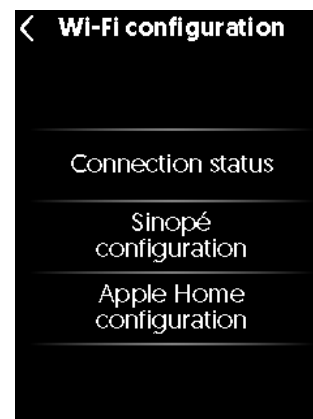 Wi-Fi configuration
Connection status
Sinopé
configuration
Apple Home
configuration